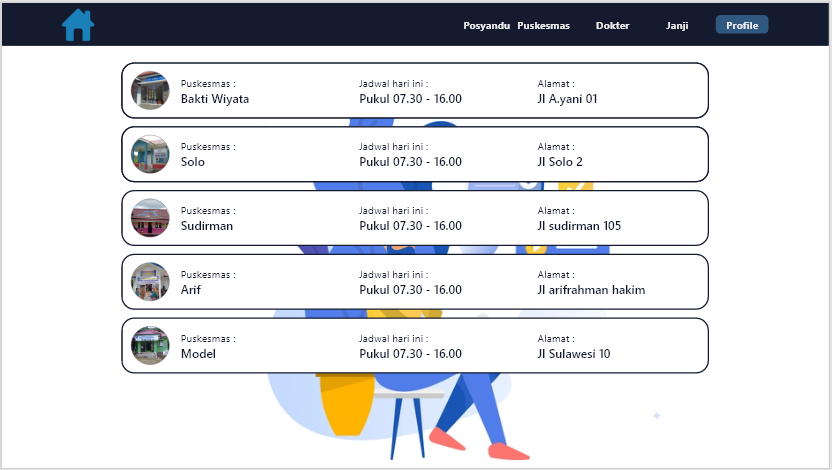 Posyandu Puskesmas Dokter Janji Profile
Puskesmas : Jadwal hari ini : Alamat :
Bakti Wiyata Pukul 07.30 - 16.00 Jl A.yani 01
Puskesmas : Jadwal hari ini : Alamat :
Solo Pukul 07.30 - 16.00 Jl Solo 2
Puskesmas : Jadwal hari ini : Alamat :
Sudirman Pukul 07.30 - 16.00 Jl sudirman 105
Puskesmas : Jadwal hari ini : Alamat :
Arif Pukul 07.30 - 16.00 Jl arifrahman hakim
Puskesmas : Jadwal hari ini : Alamat :
Model Pukul 07.30 - 16.00 Jl Sulawesi 10